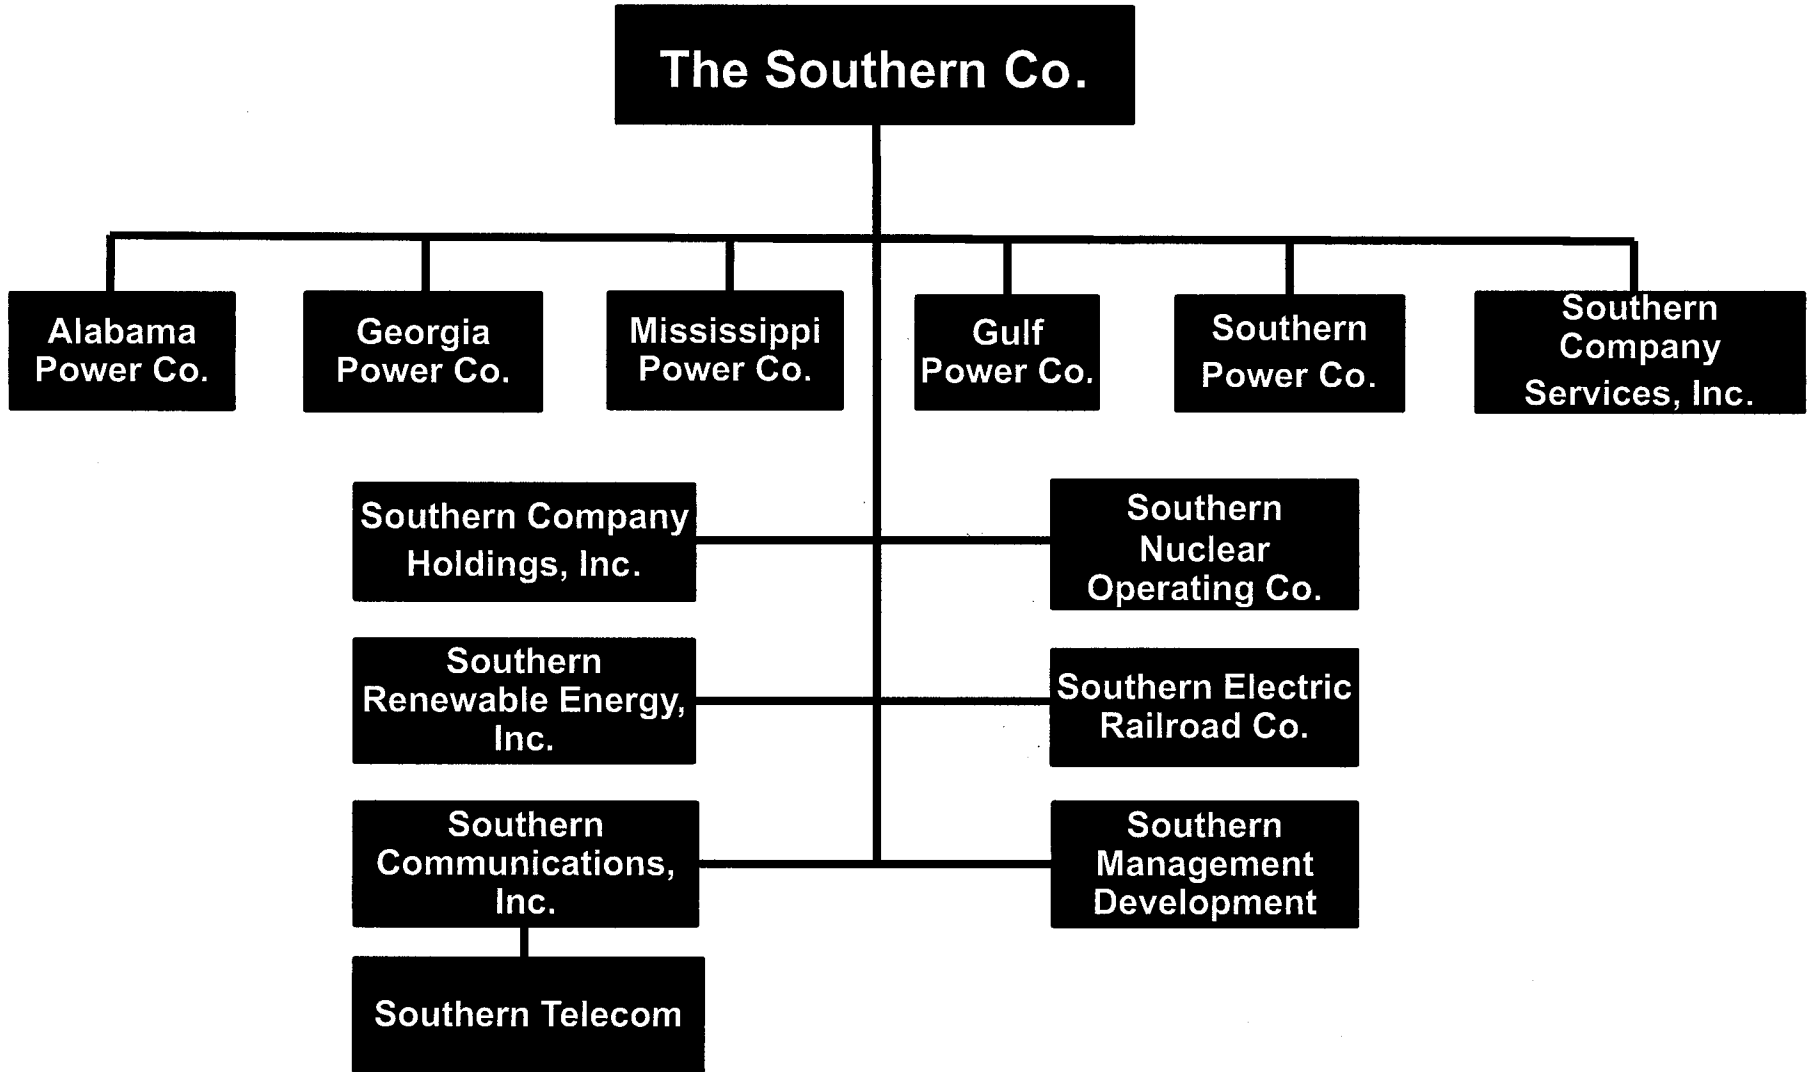 The Southern Co.
Alabama
Power Co.
Georgia
Power Co.
Mississippi
Power Co.
Gulf
Power Co.
Southern
Power Co.
Southern
Company
Services, Inc.
Southern Company
Holdings, Inc.
Southern
Nuclear
Operating Co.
Southern
Renewable Energy,
Inc.
Southern Electric
Railroad Co.
Southern
Communications,
Inc.
Southern
Management
Development
Southern Telecom